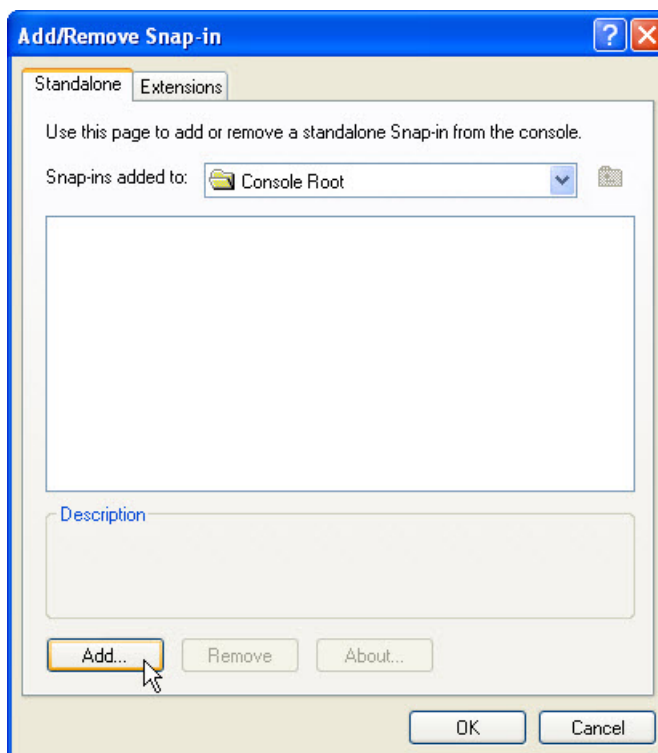 Add/Remove Snap-in
Standalone Extensions
Use this page to add or remove a standalone Snap-in from the console.
Snap-ins added to: Console Root
Description
Add... Remove About...
OK Cancel